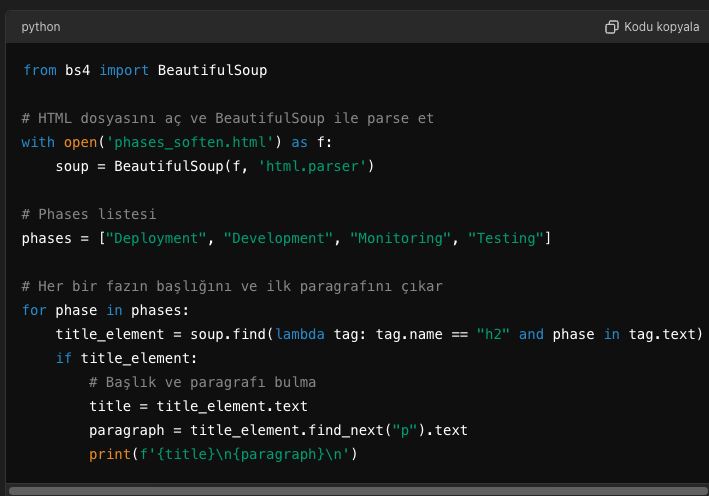 python
Kodu kopyala
from bs4 import BeautifulSoup
# HTML dosyasını aç ve BeautifulSoup ile parse et
with open('phases_soften.html') as f:
    soup = BeautifulSoup(f, 'html.parser')
# Phases listesi
phases = ["Deployment", "Development", "Monitoring", "Testing"]
# Her bir fazın başlığını ve ilk paragrafını çıkar
for phase in phases:
    title_element = soup.find(lambda tag: tag.name == "h2" and phase in tag.text)
    if title_element:
        # Başlık ve paragrafı bulma
        title = title_element.text
        paragraph = title_element.find_next("p").text
        print(f'{title}\n{paragraph}\n')